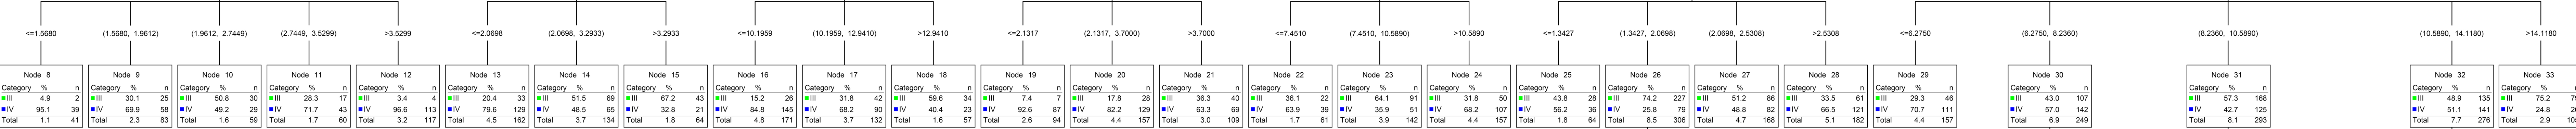 <=1.5680 (1.5680, 1.9612) (1.9612, 2.7449) (2.7449, 3.5299) >3.5299 <=2.0698 (2.0698, 3.2933) >3.2933 <=10.1959 (10.1959, 12.9410) >12.9410 <=2.1317 (2.1317, 3.7000) >3.7000 <=7.4510 (7.4510, 10.5890) >10.5890 <=1.3427 (1.3427, 2.0698) (2.0698, 2.5308) >2.5308 <=6.2750 (6.2750, 8.2360) (8.2360, 10.5890) (10.5890, 14.1180) >14.1180
Node 8
Category % n
III 4.9 2
IV 95.1 39
Total 1.1 41
Node 9
Category % n
III 30.1 25
IV 69.9 58
Total 2.3 83
Node 10
Category % n
III 50.8 30
IV 49.2 29
Total 1.6 59
Node 11
Category % n
III 28.3 17
IV 71.7 43
Total 1.7 60
Node 12
Category % n
III 3.4 4
IV 96.6 113
Total 3.2 117
Node 13
Category % n
III 20.4 33
IV 79.6 129
Total 4.5 162
Node 14
Category % n
III 51.5 69
IV 48.5 65
Total 3.7 134
Node 15
Category % n
III 67.2 43
IV 32.8 21
Total 1.8 64
Node 16
Category % n
III 15.2 26
IV 84.8 145
Total 4.8 171
Node 17
Category % n
III 31.8 42
IV 68.2 90
Total 3.7 132
Node 18
Category % n
III 59.6 34
IV 40.4 23
Total 1.6 57
Node 19
Category % n
III 7.4 7
IV 92.6 87
Total 2.6 94
Node 20
Category % n
III 17.8 28
IV 82.2 129
Total 4.4 157
Node 21
Category % n
III 36.3 40
IV 63.3 69
Total 3.0 109
Node 22
Category % n
III 36.1 22
IV 63.9 39
Total 1.7 61
Node 23
Category % n
III 64.1 91
IV 35.9 51
Total 3.9 142
Node 24
Category % n
III 31.8 50
IV 68.2 107
Total 4.4 157
Node 25
Category % n
III 43.8 28
IV 56.2 36
Total 1.8 64
Node 26
Category % n
III 74.2 227
IV 25.8 79
Total 8.5 306
Node 27
Category % n
III 51.2 86
IV 48.8 82
Total 4.7 168
Node 28
Category % n
III 33.5 61
IV 66.5 121
Total 5.1 182
Node 29
Category % n
III 29.3 46
IV 70.7 111
Total 4.4 157
Node 30
Category % n
III 43.0 107
IV 57.0 142
Total 6.9 249
Node 31
Category % n
III 57.3 168
IV 42.7 125
Total 8.1 293
Node 32
Category % n
III 48.9 135
IV 51.1 141
Total 7.7 276
Node 33
Category % n
III 75.2
IV 24.8
Total 2.9